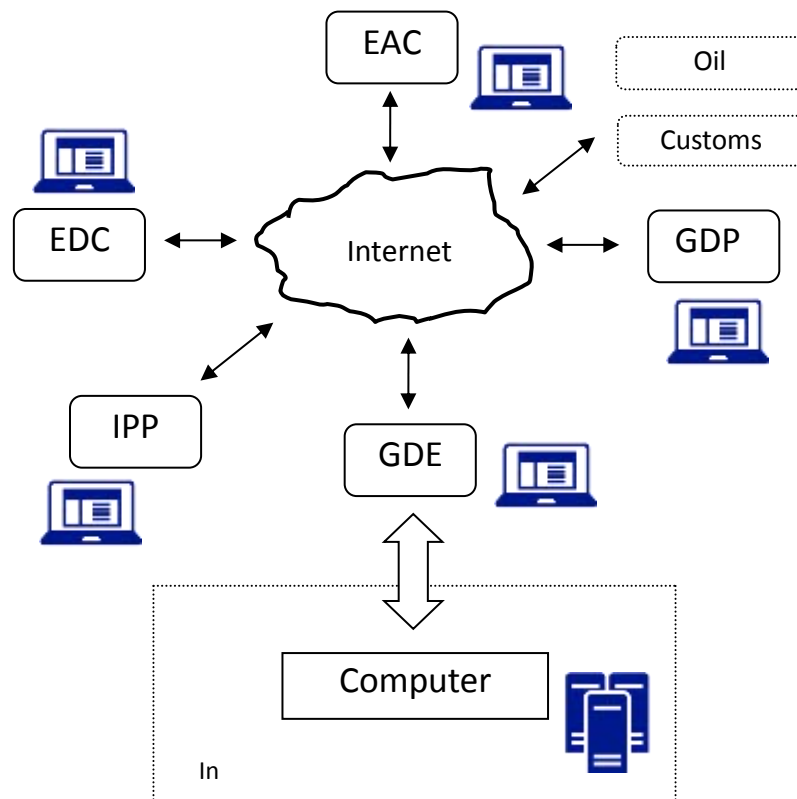 EAC
Oil
Customs
EDC
Internet
GDP
IPP
GDE
Computer
In